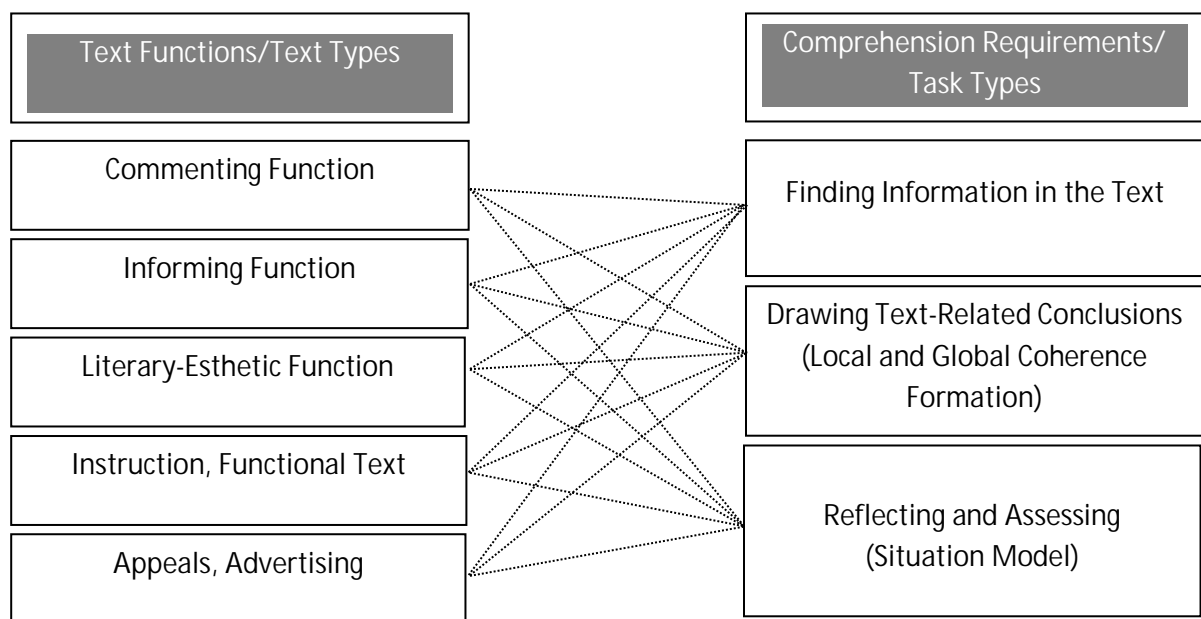 Text Functions/Text Types
Commenting Function
Informing Function
Literary-Esthetic Function
Instruction, Functional Text
Appeals, Advertising
Comprehension Requirements/
Task Types
Finding Information in the Text
Drawing Text-Related Conclusions
(Local and Global Coherence
Formation)
Reflecting and Assessing
(Situation Model)